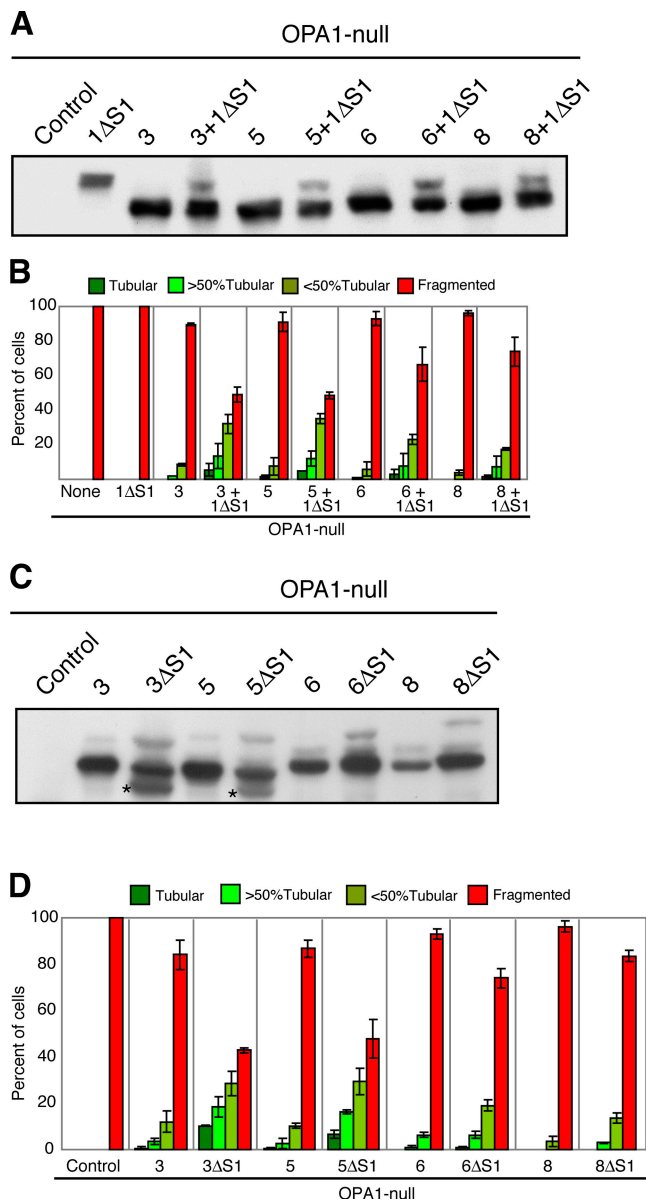 A
OPA1-null
Control 1ΔS1 3 3+1ΔS1 5 5+1ΔS1 6 6+1ΔS1 8 8+1ΔS1
B
Tubular >50%Tubular <50%Tubular Fragmented
Percent of cells
100
80
60
40
20
None 1ΔS1 3 3 + 5 5 + 6 6 + 8 8 +
1ΔS1 1ΔS1 1ΔS1 1ΔS1
OPA1-null
C
OPA1-null
Control 3 3ΔS1 5 5ΔS1 6 6ΔS1 8 8ΔS1
* *
D
Tubular >50%Tubular <50%Tubular Fragmented
Percent of cells
100
80
60
40
20
0
Control 3 3ΔS1 5 5ΔS1 6 6ΔS1 8 8ΔS1
OPA1-null